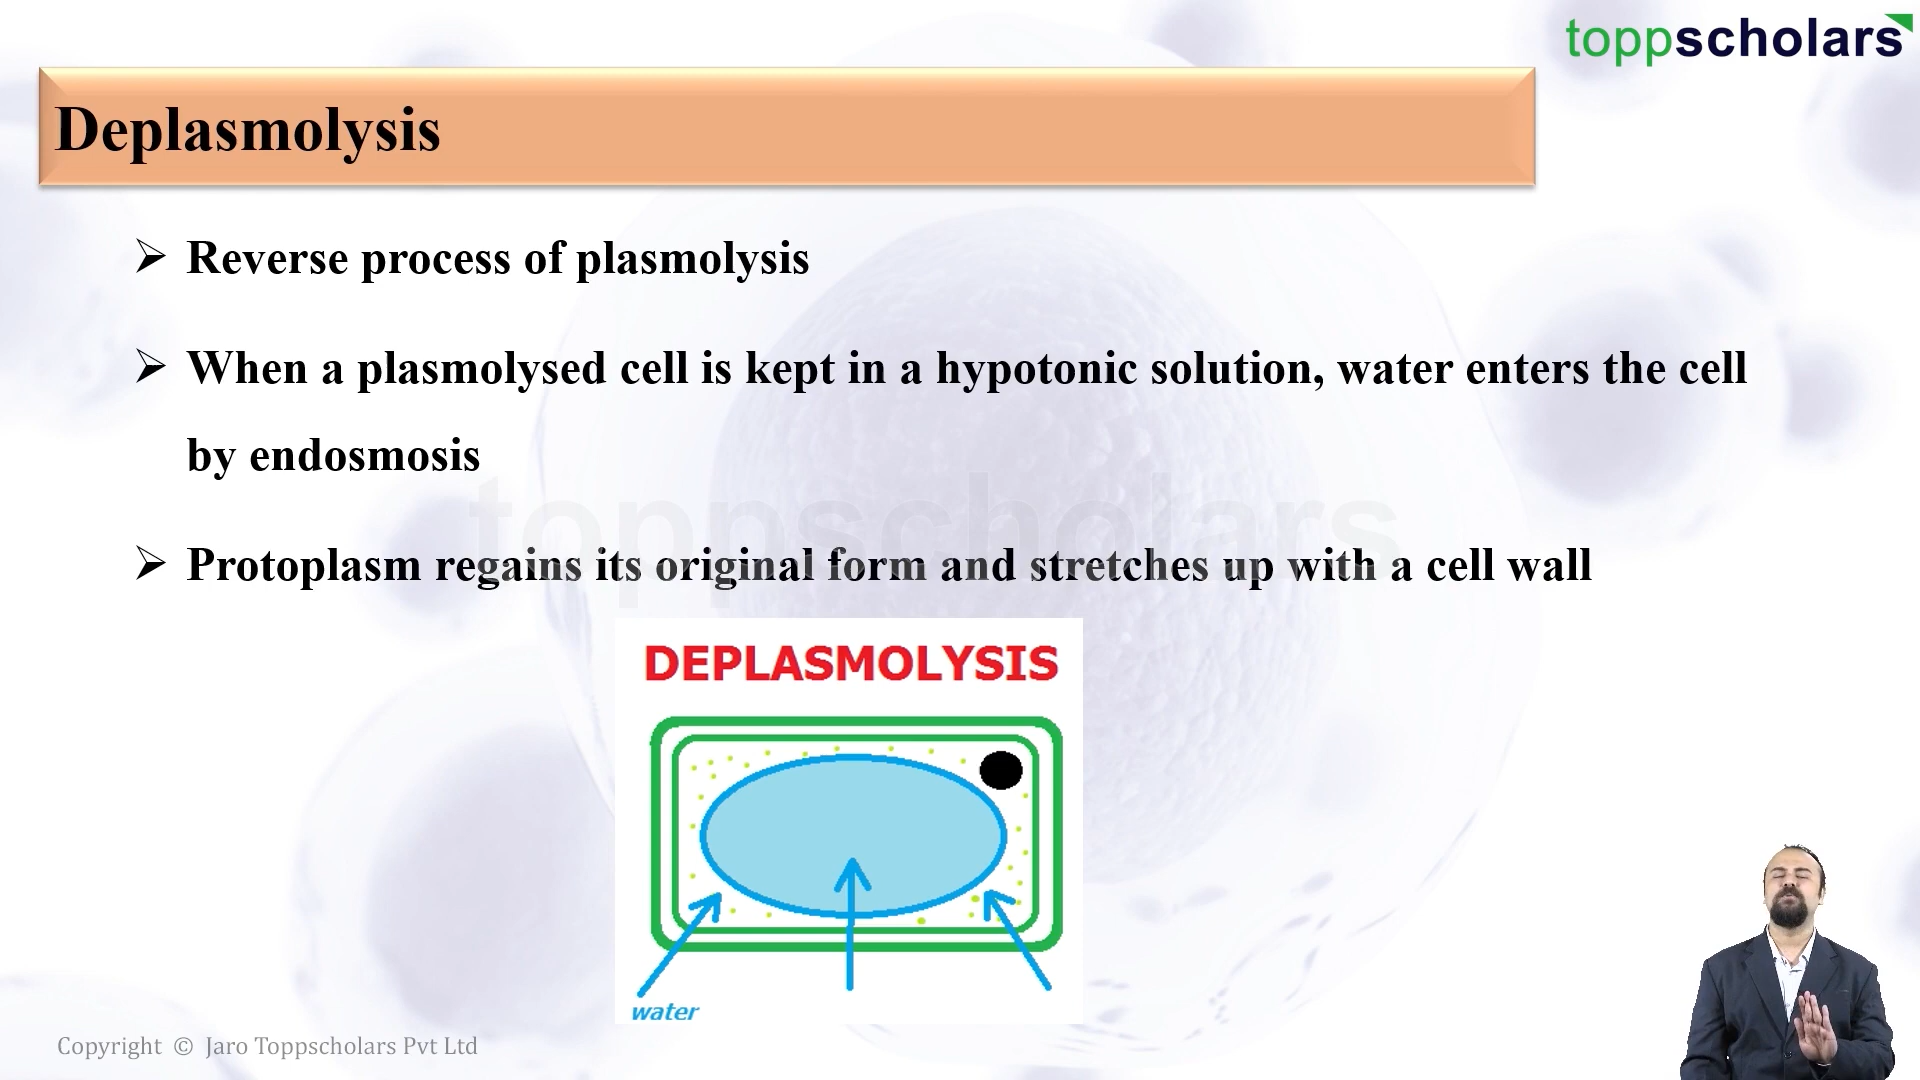 toppscholars
Deplasmolysis
➢ Reverse process of plasmolysis
➢ When a plasmolysed cell is kept in a hypotonic solution, water enters the cell
by endosmosis
toppscholars
➢ Protoplasm regains its original form and stretches up with a cell wall
DEPLASMOLYSIS
water
Copyright © Jaro Toppscholars Pvt Ltd